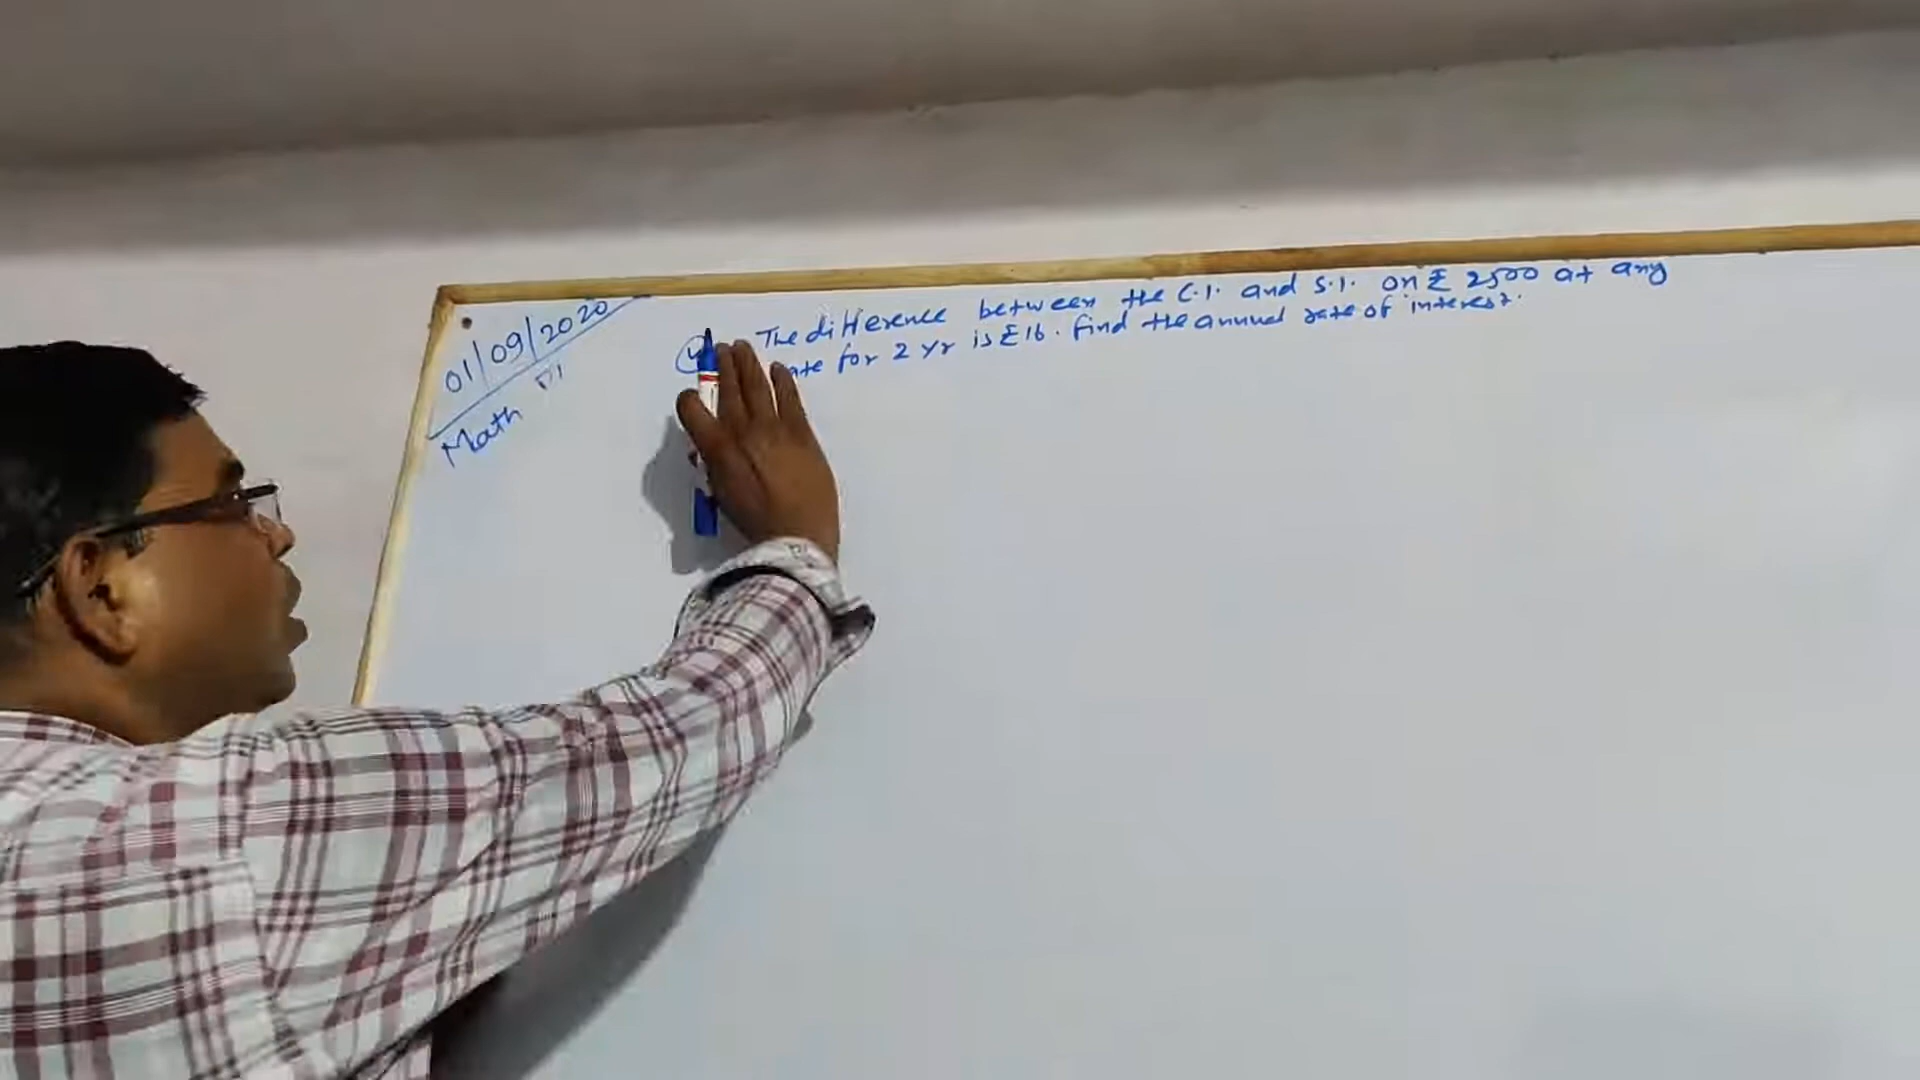 01/09/2020
Math
The difference between the C.I. and S.I. on ₹ 2500 at any
ate for 2 yr is ₹ 16. find the annual rate of interest.